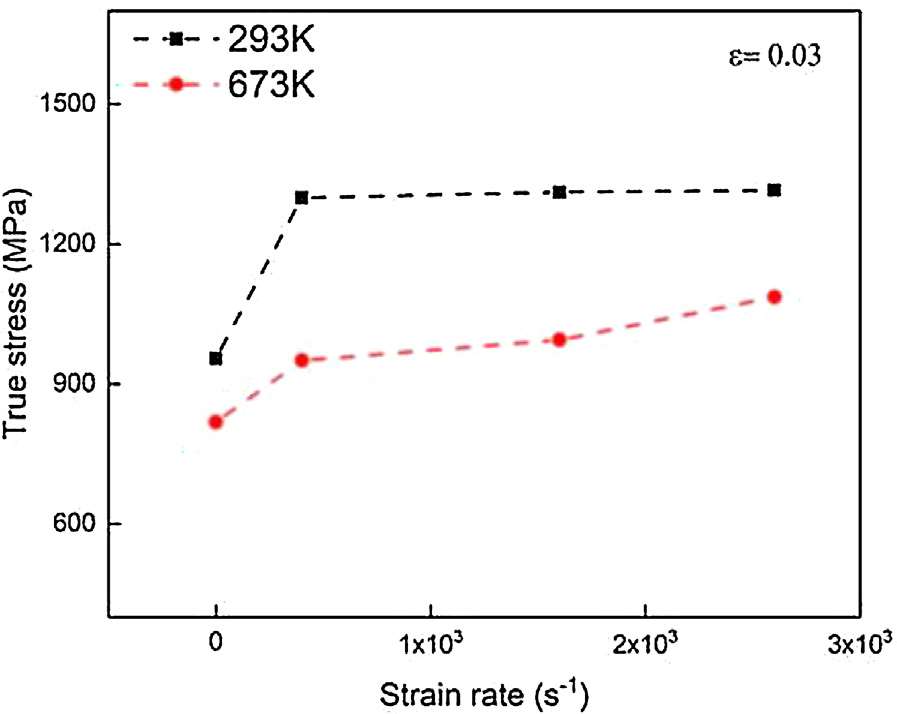 293K
673K
ε= 0.03
1500
1200
900
600
True stress (MPa)
0
1x10³
2x10³
3x10³
Strain rate (s⁻¹)